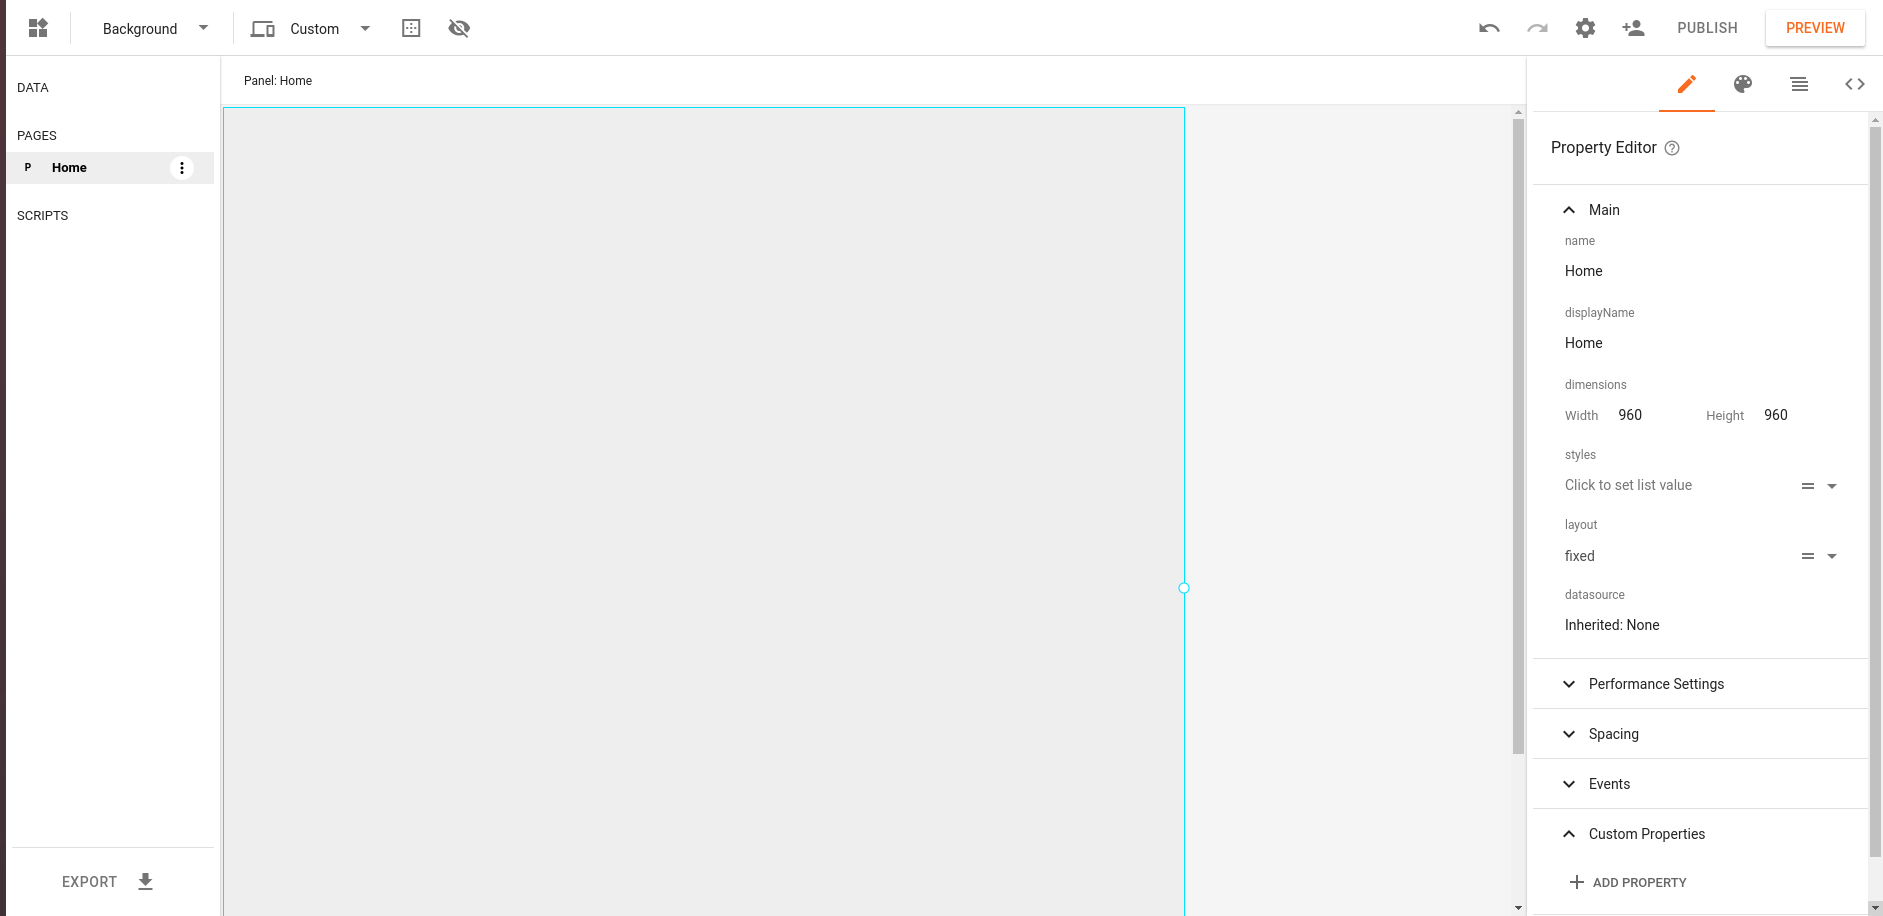 Background
Custom
PUBLISH
PREVIEW
DATA
PAGES
P Home
SCRIPTS
EXPORT
Panel: Home
Property Editor
Main
name
Home
displayName
Home
dimensions
Width 960 Height 960
styles
Click to set list value
layout
fixed
datasource
Inherited: None
Performance Settings
Spacing
Events
Custom Properties
ADD PROPERTY